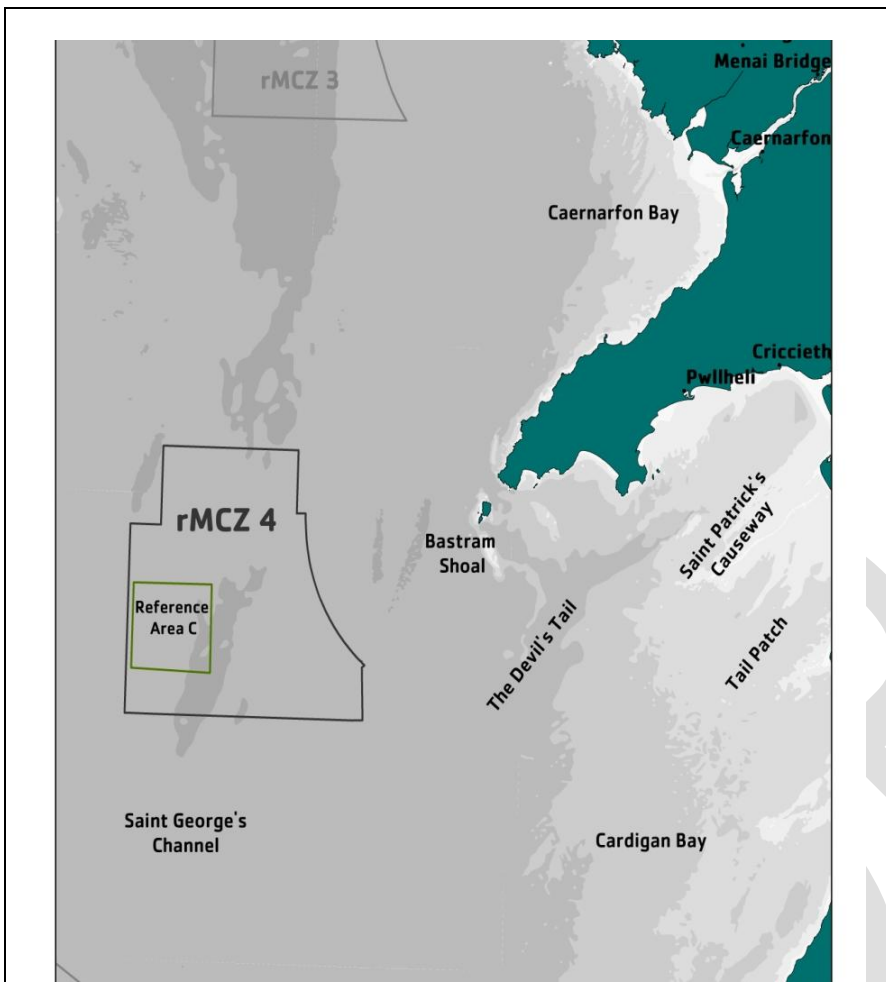 Menai Bridge
rMCZ 3
Caernarfon
Caernarfon Bay
Criccieth
Pwllheli
Saint Patrick's
Causeway
rMCZ 4
Bastram
Shoal
Reference
Area C
The Devil's Tail
Tail Patch
Saint George's
Channel
Cardigan Bay